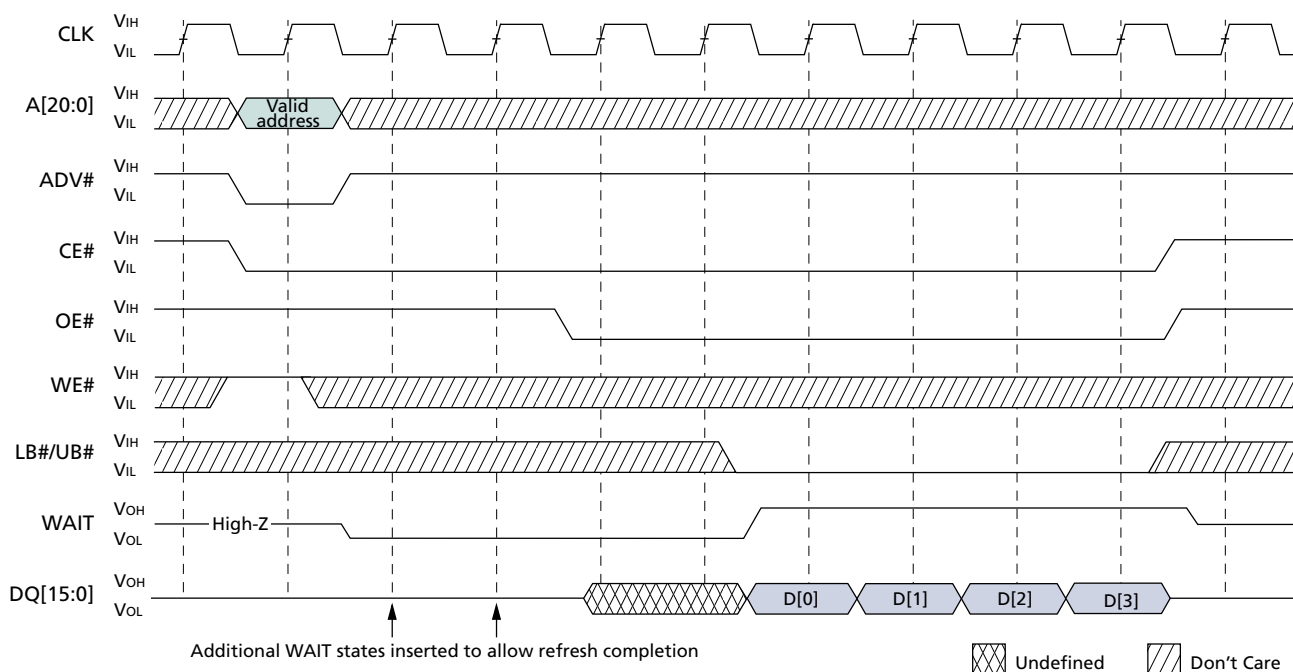 CLK
VIH
VIL
A[20:0]
VIH
VIL
Valid
address
ADV#
VIH
VIL
CE#
VIH
VIL
OE#
VIH
VIL
WE#
VIH
VIL
LB#/UB#
VIH
VIL
WAIT
VOH
VOL
High-Z
DQ[15:0]
VOH
VOL
D[0]
D[1]
D[2]
D[3]
Additional WAIT states inserted to allow refresh completion
Undefined
Don't Care